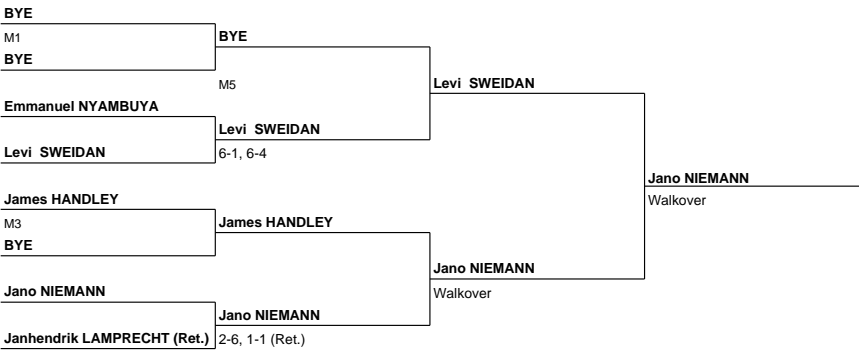 BYE
M1
BYE
BYE
M5
Levi SWEIDAN
Emmanuel NYAMBUYA
Levi SWEIDAN
Levi SWEIDAN
6-1, 6-4
Jano NIEMANN
Walkover
James HANDLEY
M3
BYE
James HANDLEY
Jano NIEMANN
Walkover
Jano NIEMANN
Jano NIEMANN
Janhendrik LAMPRECHT (Ret.)
2-6, 1-1 (Ret.)